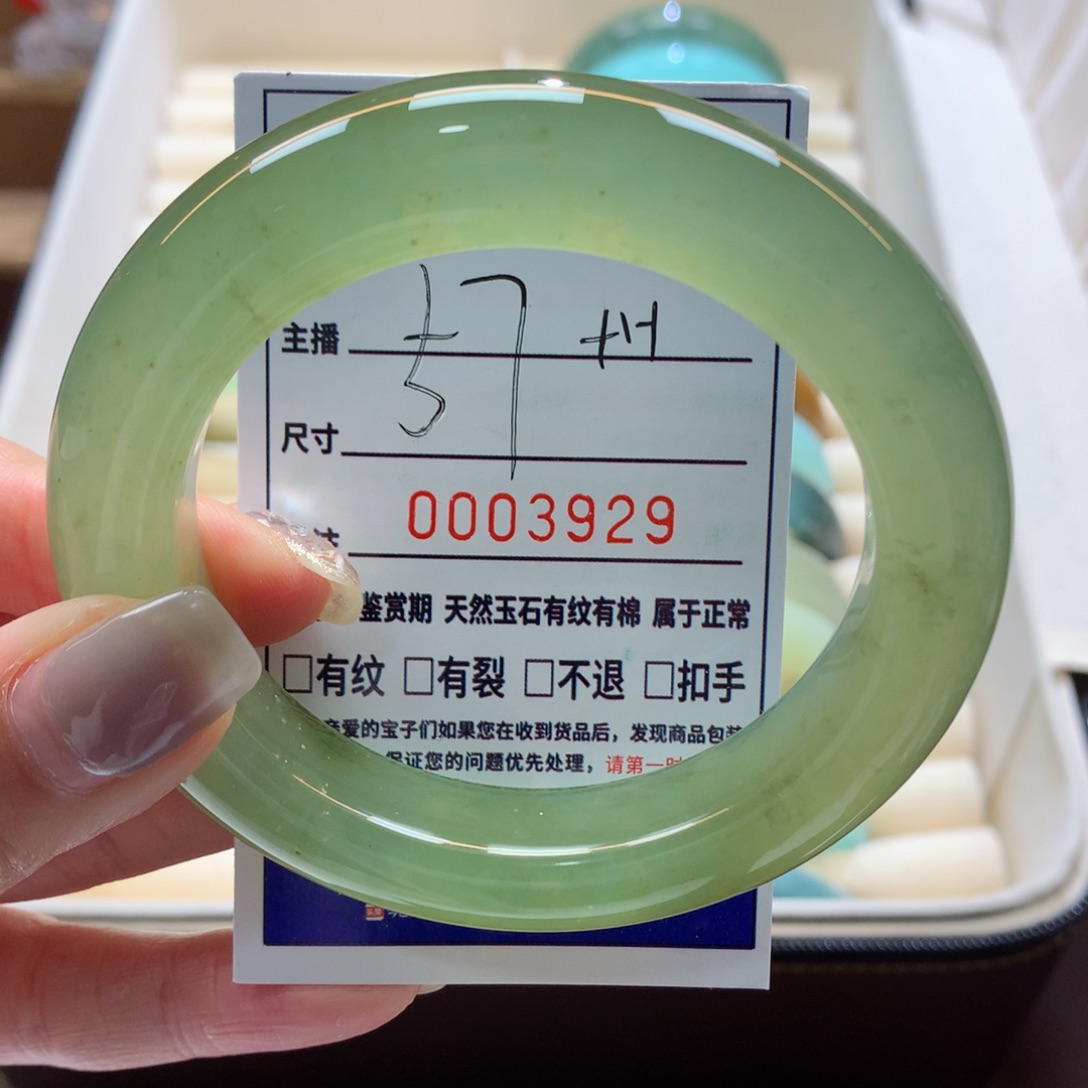 主播
尺寸
0003929
鉴赏期 天然玉石有纹有棉 属于正常
□有纹 □有裂 □不退 □扣手
亲爱的宝子们如果您在收到货品后，发现商品包装
保证您的问题优先处理，请第一时